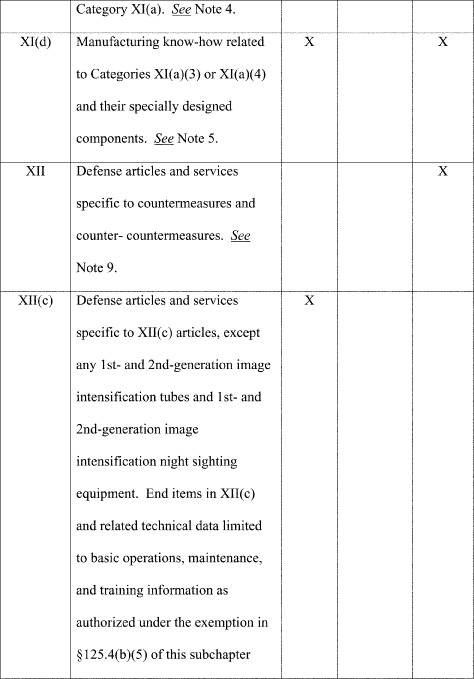 Category XI(a). See Note 4.
XI(d) Manufacturing know-how related X X
to Categories XI(a)(3) or XI(a)(4)
and their specially designed
components. See Note 5.
XII Defense articles and services X
specific to countermeasures and
counter- countermeasures. See
Note 9.
XII(c) Defense articles and services X
specific to XII(c) articles, except
any 1st- and 2nd-generation image
intensification tubes and 1st- and
2nd-generation image
intensification night sighting
equipment. End items in XII(c)
and related technical data limited
to basic operations, maintenance,
and training information as
authorized under the exemption in
§125.4(b)(5) of this subchapter